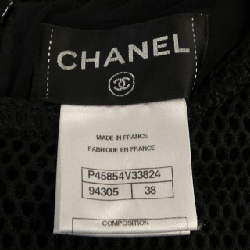 CHANEL
MADE IN FRANCE
FABRIQUE EN FRANCE
P45854V33824
94305 38
COMPOSITION